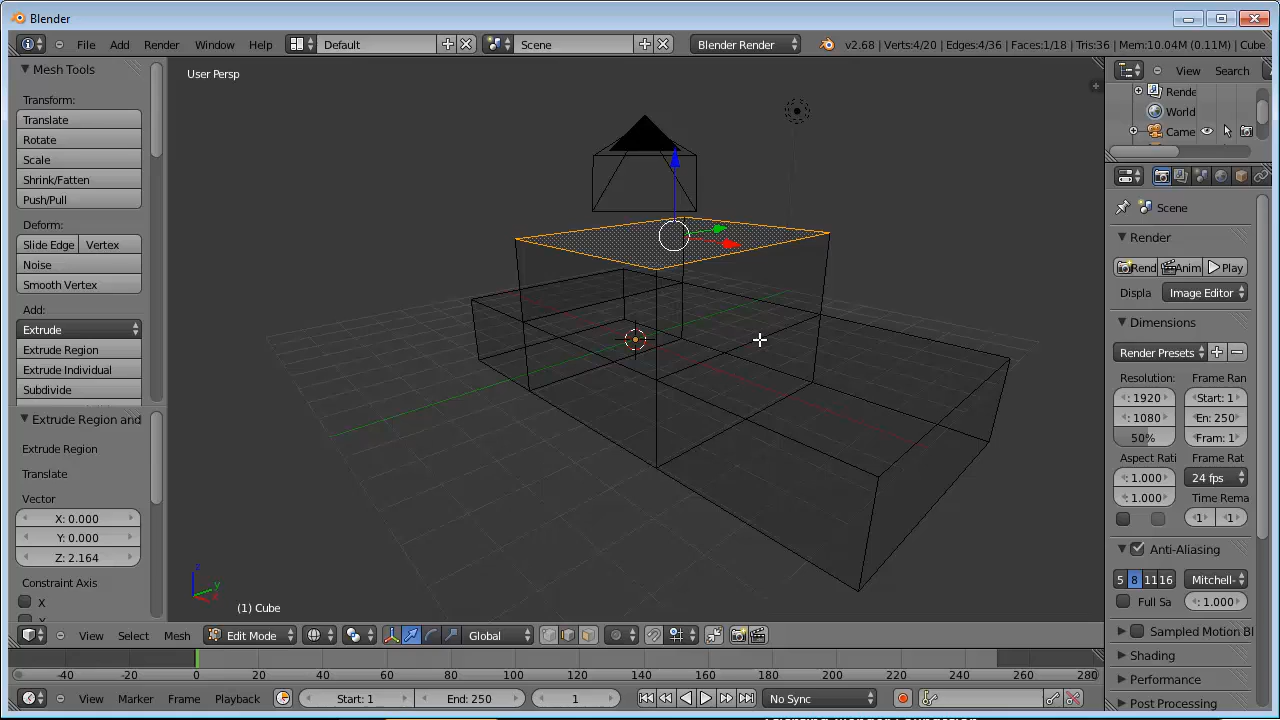 Blender
File Add Render Window Help
Default
Scene
Blender Render
v2.68 | Verts:4/20 | Edges:4/36 | Faces:1/18 | Tris:36 | Mem:10.04M (0.11M) | Cube
Mesh Tools
Transform:
Translate
Rotate
Scale
Shrink/Fatten
Push/Pull
Deform:
Slide Edge Vertex
Noise
Smooth Vertex
Add:
Extrude
Extrude Region
Extrude Individual
Subdivide
Extrude Region and
Extrude Region
Translate
Vector
X: 0.000
Y: 0.000
Z: 2.164
Constraint Axis
X
User Persp
z
y
x
(1) Cube
View Select Mesh
Edit Mode
Global
-40 -20 0 20 40 60 80 100 120 140 160 180 200 220 240 260 280
View Marker Frame Playback
Start: 1
End: 250
1
No Sync
View Search
Rende
World
Came
Scene
Render
Rend Anim Play
Displa Image Editor
Dimensions
Render Presets
Resolution: Frame Ran
: 1920 Start: 1
: 1080 En: 250
50% Fram: 1
Aspect Rati Frame Rat
: 1.000 24 fps
: 1.000 Time Rema
1 1
Anti-Aliasing
5 8 11 16 Mitchell-
Full Sa : 1.000
Sampled Motion Bl
Shading
Performance
Post Processing